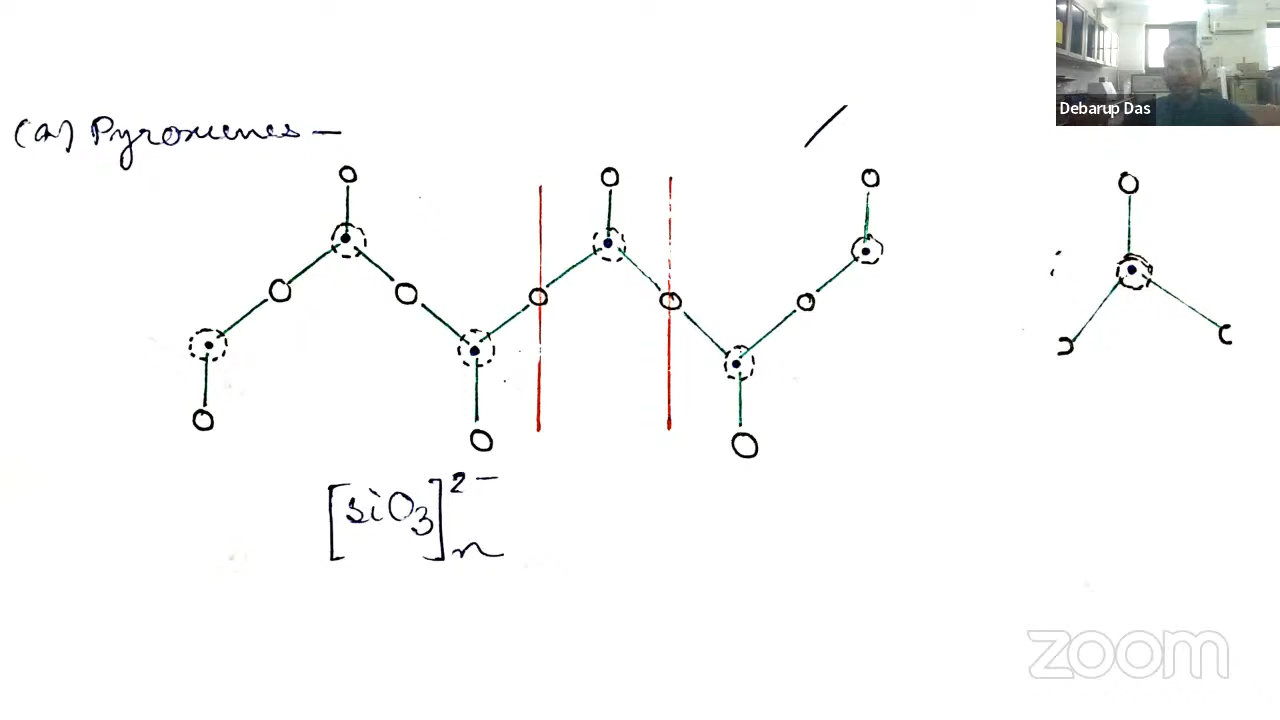 Debarup Das
(a) Pyroxenes —
[SiO₃]ₙ²⁻
zoom